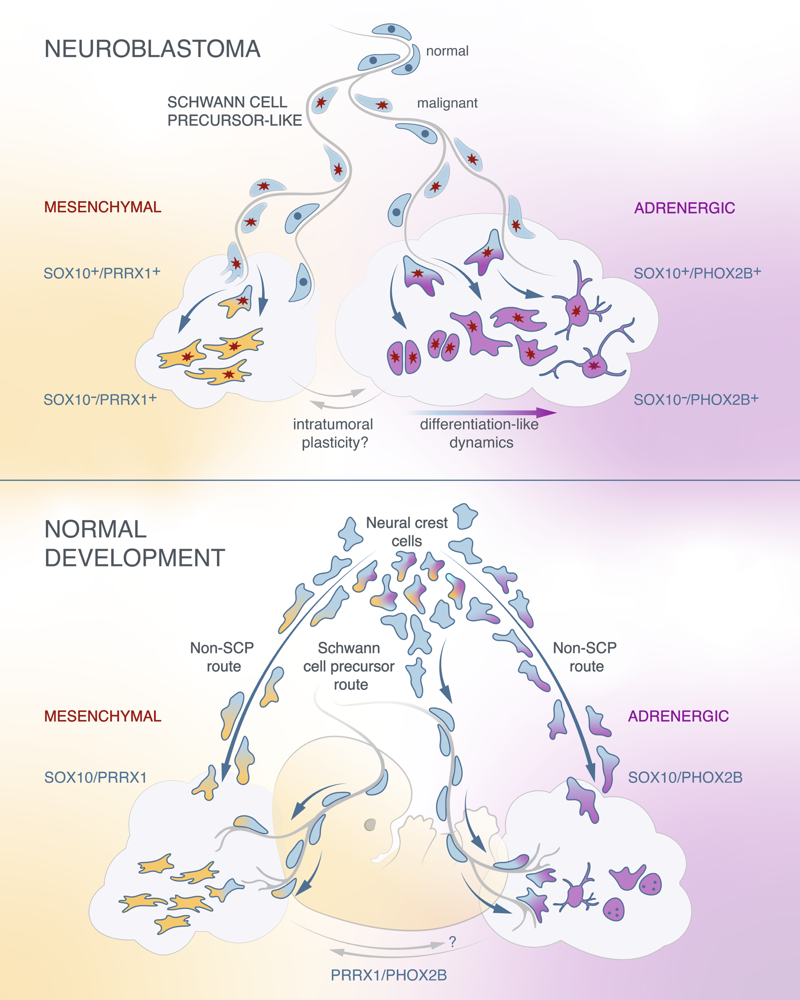 NEUROBLASTOMA
normal
SCHWANN CELL
PRECURSOR-LIKE
malignant
MESENCHYMAL
ADRENERGIC
SOX10⁺/PRRX1⁺
SOX10⁺/PHOX2B⁺
SOX10⁻/PRRX1⁺
SOX10⁻/PHOX2B⁺
intratumoral
plasticity?
differentiation-like
dynamics
NORMAL
DEVELOPMENT
Neural crest
cells
Non-SCP
route
Schwann
cell precursor
route
Non-SCP
route
MESENCHYMAL
ADRENERGIC
SOX10/PRRX1
SOX10/PHOX2B
?
PRRX1/PHOX2B